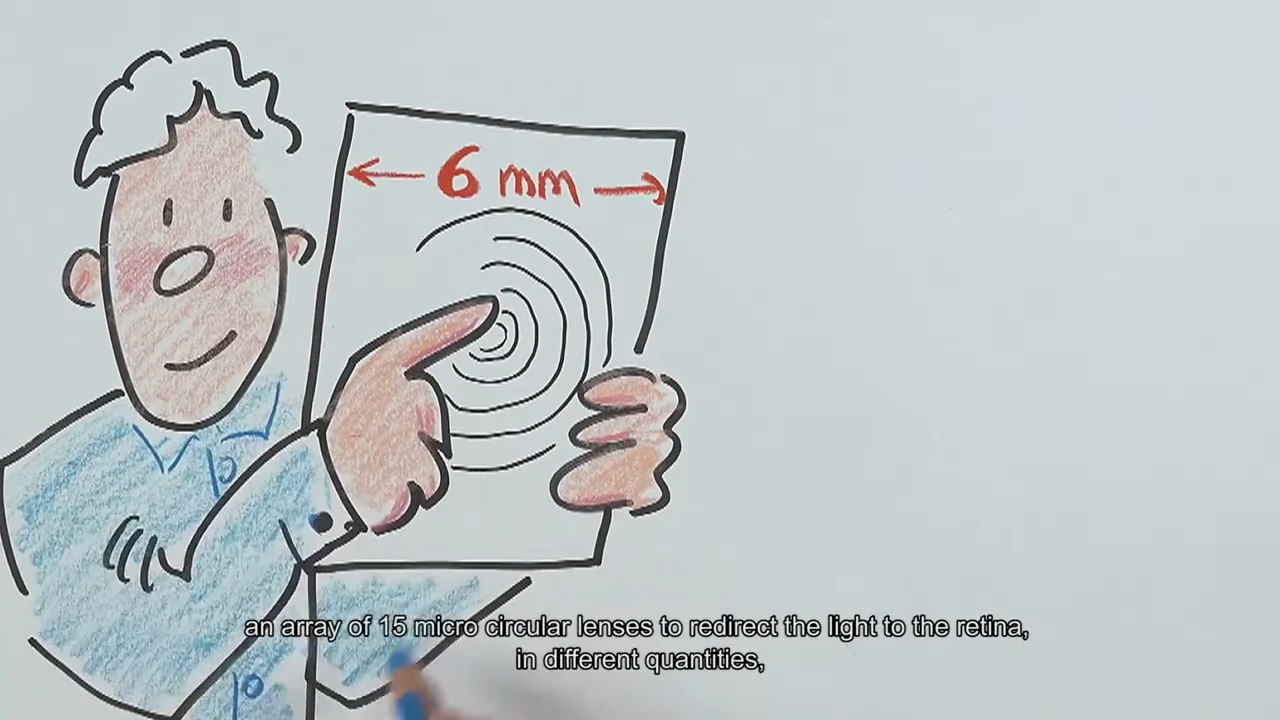 6 mm
an array of 15 micro circular lenses to redirect the light to the retina,
in different quantities,